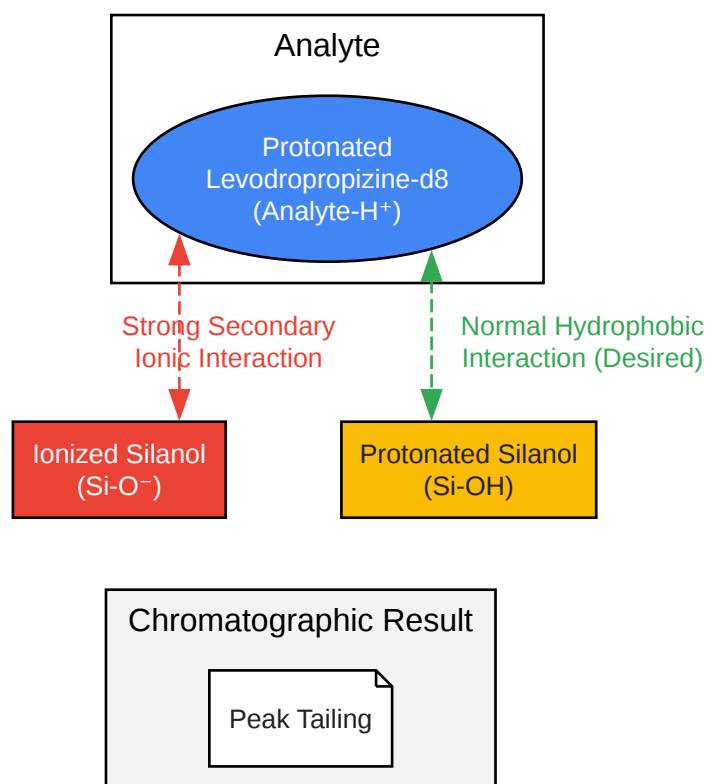 Analyte
Protonated
Levodropropizine-d8
(Analyte-H⁺)
Strong Secondary
Ionic Interaction
Normal Hydrophobic
Interaction (Desired)
Ionized Silanol
(Si-O⁻)
Protonated Silanol
(Si-OH)
Chromatographic Result
Peak Tailing